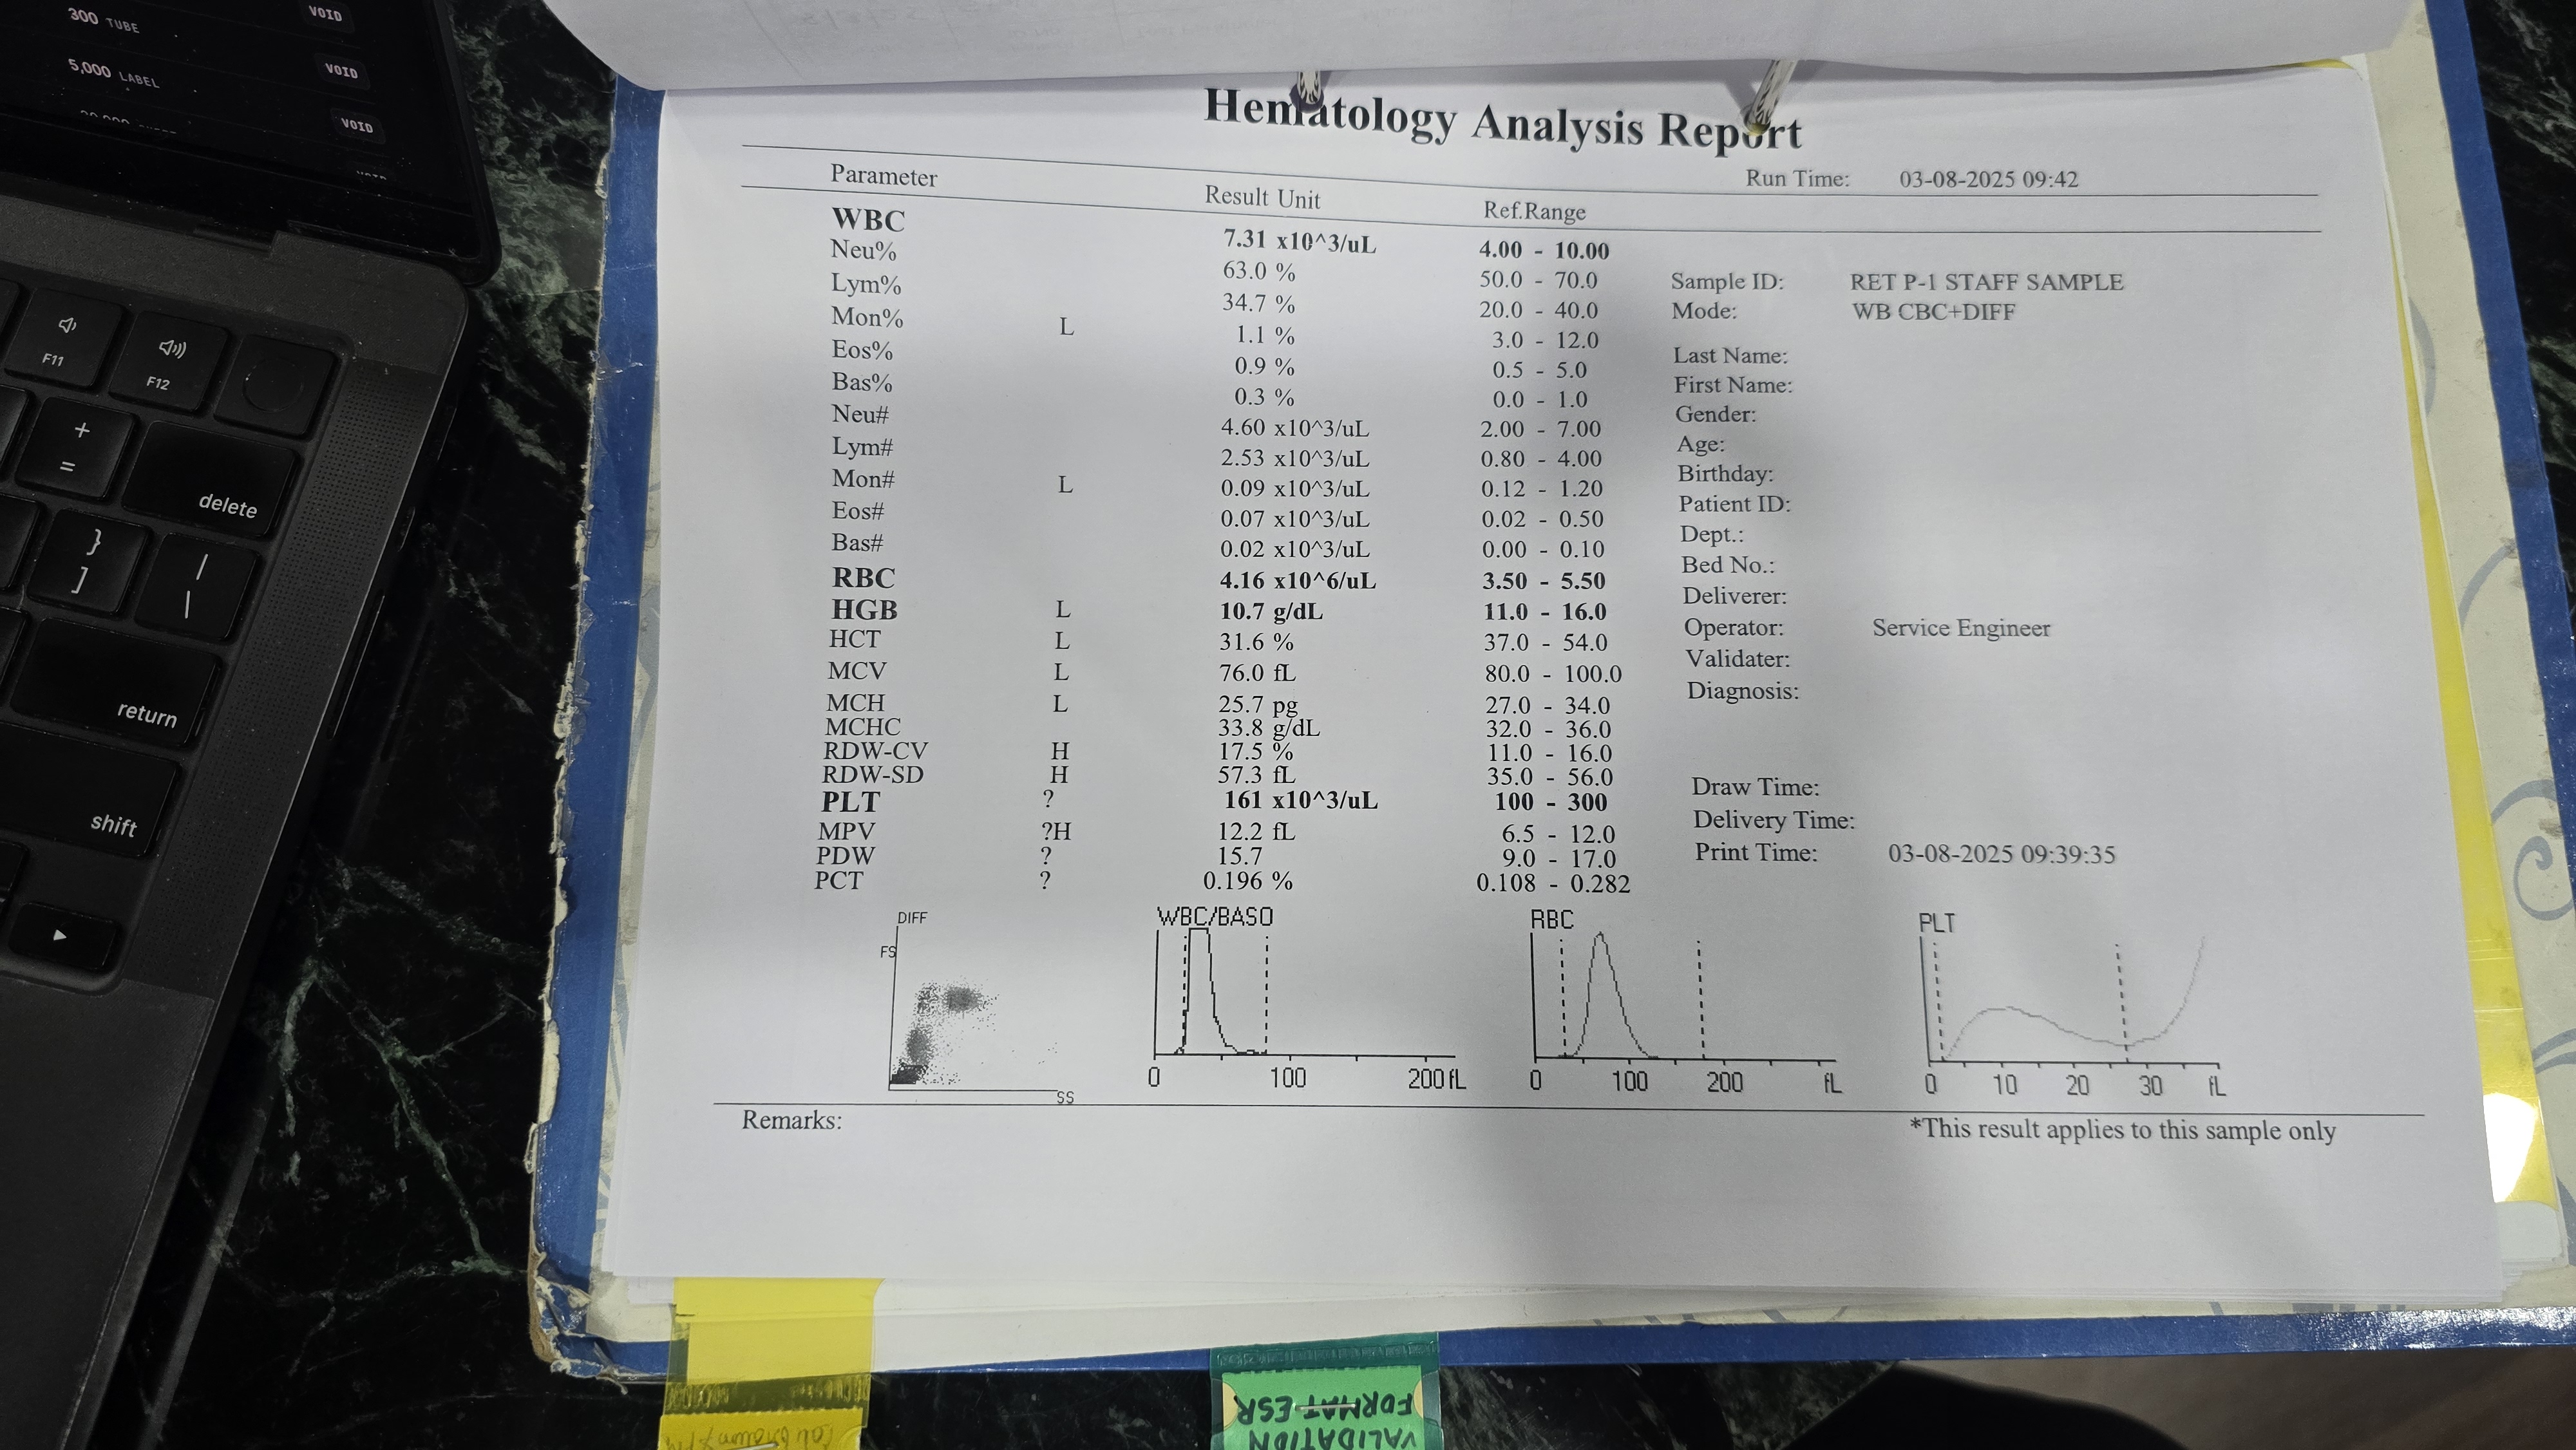 300 TUBE VOID
5,000 LABEL VOID
VOID
F11
F12
+
=
delete
}
]
|
\
return
shift
Hematology Analysis Report
Parameter Result Unit Ref.Range Run Time: 03-08-2025 09:42
WBC 7.31 x10^3/uL 4.00 - 10.00
Neu% 63.0 % 50.0 - 70.0
Lym% 34.7 % 20.0 - 40.0
Mon% L 1.1 % 3.0 - 12.0
Eos% 0.9 % 0.5 - 5.0
Bas% 0.3 % 0.0 - 1.0
Neu# 4.60 x10^3/uL 2.00 - 7.00
Lym# 2.53 x10^3/uL 0.80 - 4.00
Mon# L 0.09 x10^3/uL 0.12 - 1.20
Eos# 0.07 x10^3/uL 0.02 - 0.50
Bas# 0.02 x10^3/uL 0.00 - 0.10
RBC 4.16 x10^6/uL 3.50 - 5.50
HGB L 10.7 g/dL 11.0 - 16.0
HCT L 31.6 % 37.0 - 54.0
MCV L 76.0 fL 80.0 - 100.0
MCH L 25.7 pg 27.0 - 34.0
MCHC 33.8 g/dL 32.0 - 36.0
RDW-CV H 17.5 % 11.0 - 16.0
RDW-SD H 57.3 fL 35.0 - 56.0
PLT ? 161 x10^3/uL 100 - 300
MPV ?H 12.2 fL 6.5 - 12.0
PDW ? 15.7 9.0 - 17.0
PCT ? 0.196 % 0.108 - 0.282
Sample ID: RET P-1 STAFF SAMPLE
Mode: WB CBC+DIFF
Last Name:
First Name:
Gender:
Age:
Birthday:
Patient ID:
Dept.:
Bed No.:
Deliverer:
Operator: Service Engineer
Validater:
Diagnosis:
Draw Time:
Delivery Time:
Print Time: 03-08-2025 09:39:35
DIFF
FS
SS
WBC/BASO
0 100 200 fL
RBC
0 100 200 fL
PLT
0 10 20 30 fL
Remarks:
*This result applies to this sample only
VALIDATION
FORMAT ESR